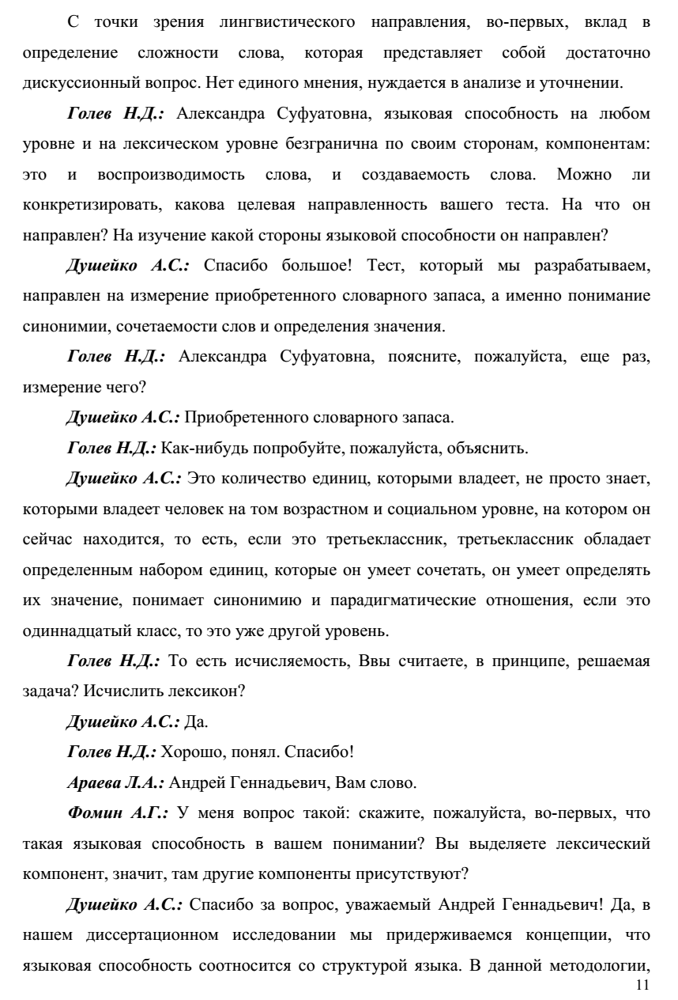 С точки зрения лингвистического направления, во-первых, вклад в
определение сложности слова, которая представляет собой достаточно
дискуссионный вопрос. Нет единого мнения, нуждается в анализе и уточнении.
Голев Н.Д.: Александра Суфуатовна, языковая способность на любом
уровне и на лексическом уровне безгранична по своим сторонам, компонентам:
это и воспроизводимость слова, и создаваемость слова. Можно ли
конкретизировать, какова целевая направленность вашего теста. На что он
направлен? На изучение какой стороны языковой способности он направлен?
Душейко А.С.: Спасибо большое! Тест, который мы разрабатываем,
направлен на измерение приобретенного словарного запаса, а именно понимание
синонимии, сочетаемости слов и определения значения.
Голев Н.Д.: Александра Суфуатовна, поясните, пожалуйста, еще раз,
измерение чего?
Душейко А.С.: Приобретенного словарного запаса.
Голев Н.Д.: Как-нибудь попробуйте, пожалуйста, объяснить.
Душейко А.С.: Это количество единиц, которыми владеет, не просто знает,
которыми владеет человек на том возрастном и социальном уровне, на котором он
сейчас находится, то есть, если это третьеклассник, третьеклассник обладает
определенным набором единиц, которые он умеет сочетать, он умеет определять
их значение, понимает синонимию и парадигматические отношения, если это
одиннадцатый класс, то это уже другой уровень.
Голев Н.Д.: То есть исчисляемость, Ввы считаете, в принципе, решаемая
задача? Исчислить лексикон?
Душейко А.С.: Да.
Голев Н.Д.: Хорошо, понял. Спасибо!
Араева Л.А.: Андрей Геннадьевич, Вам слово.
Фомин А.Г.: У меня вопрос такой: скажите, пожалуйста, во-первых, что
такая языковая способность в вашем понимании? Вы выделяете лексический
компонент, значит, там другие компоненты присутствуют?
Душейко А.С.: Спасибо за вопрос, уважаемый Андрей Геннадьевич! Да, в
нашем диссертационном исследовании мы придерживаемся концепции, что
языковая способность соотносится со структурой языка. В данной методологии,
11